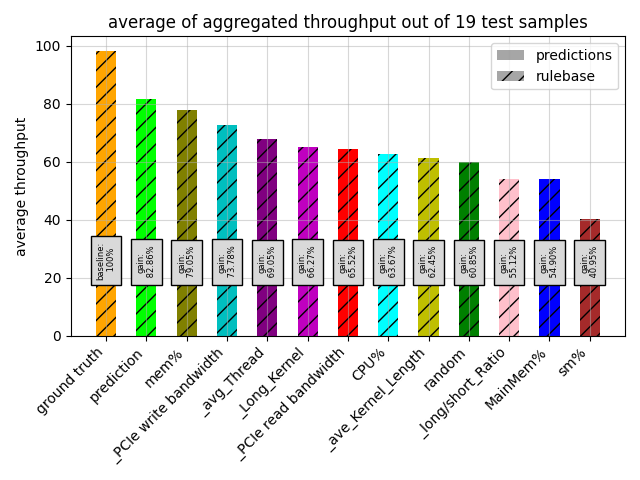 average of aggregated throughput out of 19 test samples
predictions
rulebase
average throughput
100
80
60
40
20
0
baseline:
100%
gain:
82.86%
gain:
79.05%
gain:
73.78%
gain:
69.05%
gain:
66.27%
gain:
65.52%
gain:
63.67%
gain:
62.45%
gain:
60.85%
gain:
55.12%
gain:
54.90%
gain:
40.95%
ground truth
prediction
mem%
_PCIe write bandwidth
_avg_Thread
_Long_Kernel
_PCIe read bandwidth
CPU%
_ave_Kernel_Length
random
_long/short_Ratio
MainMem%
sm%